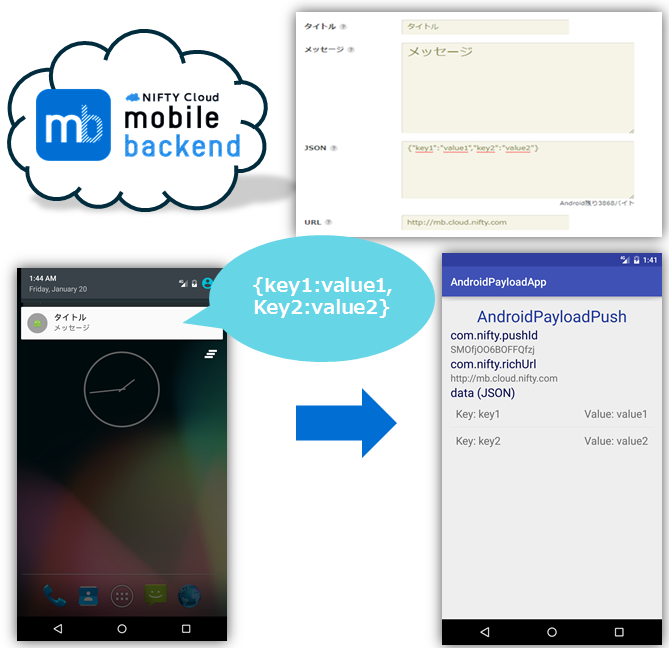 NIFTY Cloud
mobile
backend
mb
タイトル ?
タイトル
メッセージ ?
メッセージ
JSON ?
{"key1":"value1","key2":"value2"}
Android残り3868バイト
URL ?
http://mb.cloud.nifty.com
1:44 AM
Friday, January 20
タイトル
メッセージ
{key1:value1,
Key2:value2}
1:41
AndroidPayloadApp
AndroidPayloadPush
com.nifty.pushId
SMOfjOO6BOFFQfzj
com.nifty.richUrl
http://mb.cloud.nifty.com
data (JSON)
Key: key1 Value: value1
Key: key2 Value: value2